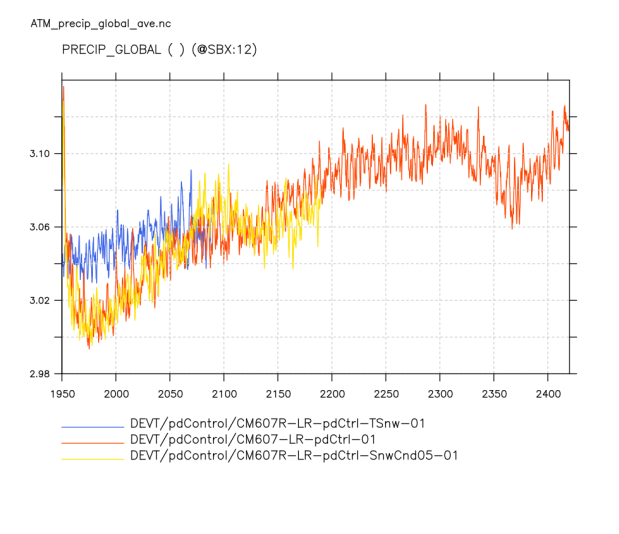 ATM_precip_global_ave.nc
PRECIP_GLOBAL ( ) (@SBX:12)
3.10
3.06
3.02
2.98
1950 2000 2050 2100 2150 2200 2250 2300 2350 2400
DEVT/pdControl/CM607R-LR-pdCtrl-TSnw-01
DEVT/pdControl/CM607-LR-pdCtrl-01
DEVT/pdControl/CM607R-LR-pdCtrl-SnwCnd05-01